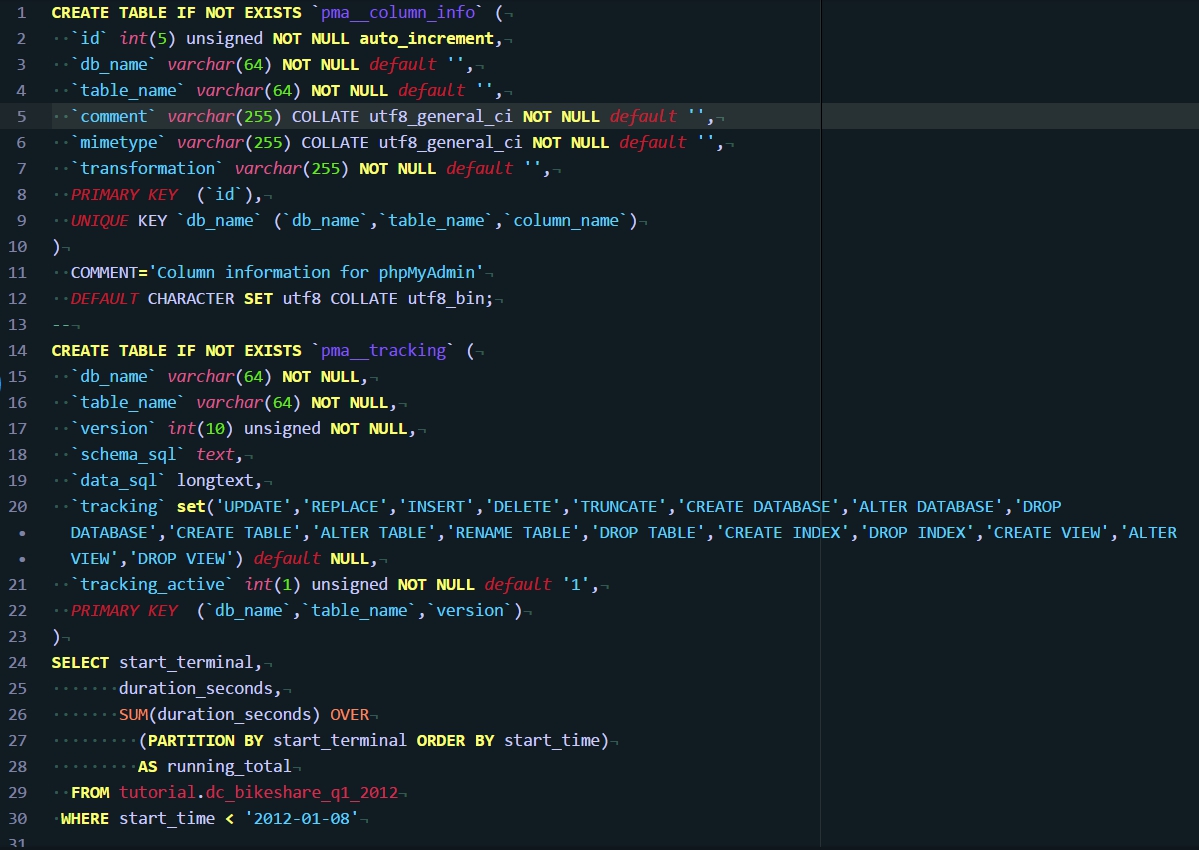 1 CREATE TABLE IF NOT EXISTS `pma__column_info` (¬
2 ··`id` int(5) unsigned NOT NULL auto_increment,¬
3 ··`db_name` varchar(64) NOT NULL default '',¬
4 ··`table_name` varchar(64) NOT NULL default '',¬
5 ··`comment` varchar(255) COLLATE utf8_general_ci NOT NULL default '',¬
6 ··`mimetype` varchar(255) COLLATE utf8_general_ci NOT NULL default '',¬
7 ··`transformation` varchar(255) NOT NULL default '',¬
8 ··PRIMARY KEY  (`id`),¬
9 ··UNIQUE KEY `db_name` (`db_name`,`table_name`,`column_name`)¬
10 )¬
11 ··COMMENT='Column information for phpMyAdmin'¬
12 ··DEFAULT CHARACTER SET utf8 COLLATE utf8_bin;¬
13 --¬
14 CREATE TABLE IF NOT EXISTS `pma__tracking` (¬
15 ··`db_name` varchar(64) NOT NULL,¬
16 ··`table_name` varchar(64) NOT NULL,¬
17 ··`version` int(10) unsigned NOT NULL,¬
18 ··`schema_sql` text,¬
19 ··`data_sql` longtext,¬
20 ··`tracking` set('UPDATE','REPLACE','INSERT','DELETE','TRUNCATE','CREATE DATABASE','ALTER DATABASE','DROP
• DATABASE','CREATE TABLE','ALTER TABLE','RENAME TABLE','DROP TABLE','CREATE INDEX','DROP INDEX','CREATE VIEW','ALTER
• VIEW','DROP VIEW') default NULL,¬
21 ··`tracking_active` int(1) unsigned NOT NULL default '1',¬
22 ··PRIMARY KEY  (`db_name`,`table_name`,`version`)¬
23 )¬
24 SELECT start_terminal,¬
25 ·······duration_seconds,¬
26 ·······SUM(duration_seconds) OVER¬
27 ·········(PARTITION BY start_terminal ORDER BY start_time)¬
28 ·········AS running_total¬
29 ··FROM tutorial.dc_bikeshare_q1_2012¬
30 ·WHERE start_time < '2012-01-08'¬
31